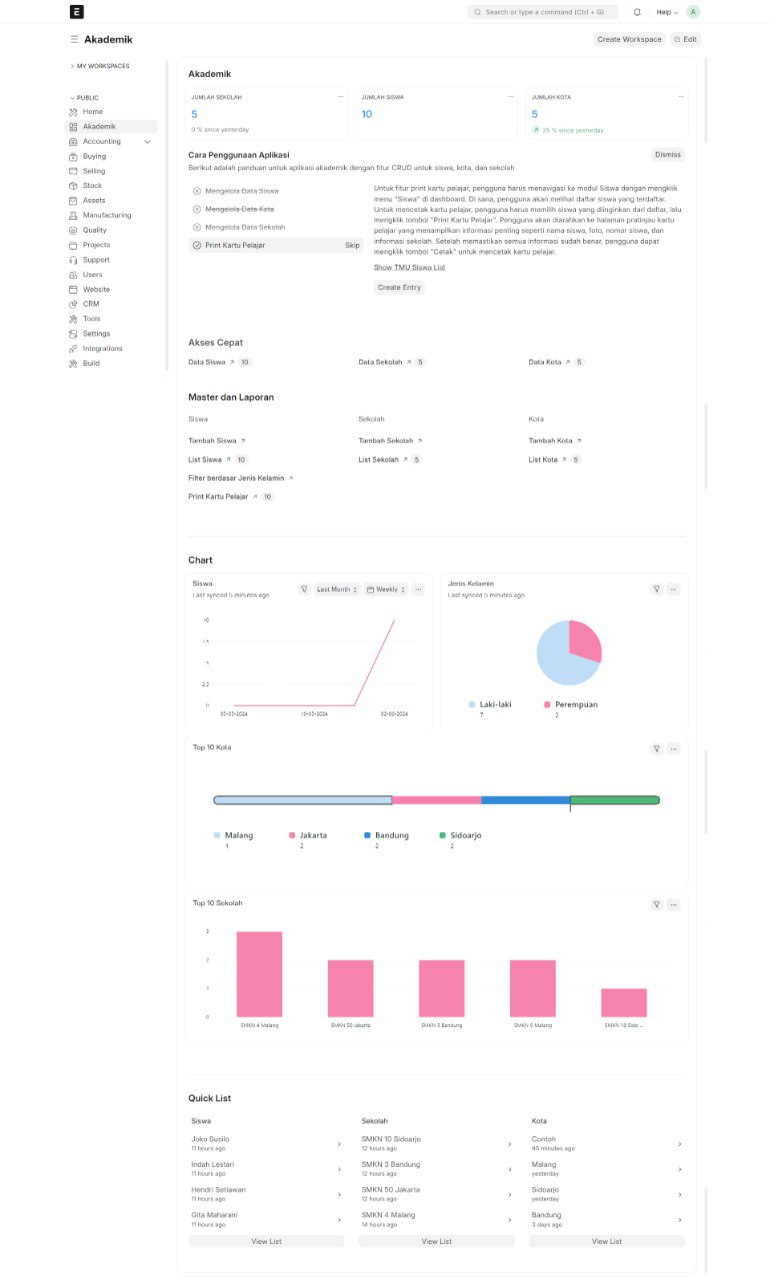 E
Search or type a command (Ctrl + G)
Help
A
Akademik
Create Workspace
Edit
MY WORKSPACES
PUBLIC
Home
Akademik
Accounting
Buying
Selling
Stock
Assets
Manufacturing
Quality
Projects
Support
Users
Website
CRM
Tools
Settings
Integrations
Build
Akademik
JUMLAH SEKOLAH
5
0 % since yesterday
JUMLAH SISWA
10
JUMLAH KOTA
5
25 % since yesterday
Cara Penggunaan Aplikasi
Dismiss
Berikut adalah panduan untuk aplikasi akademik dengan fitur CRUD untuk siswa, kota, dan sekolah
Mengelola Data Siswa
Mengelola Data Kota
Mengelola Data Sekolah
Print Kartu Pelajar
Skip
Untuk fitur print kartu pelajar, pengguna harus menavigasi ke modul Siswa dengan mengklik
menu "Siswa" di dashboard. Di sana, pengguna akan melihat daftar siswa yang terdaftar.
Untuk mencetak kartu pelajar, pengguna harus memilih siswa yang diinginkan dari daftar, lalu
mengklik tombol "Print Kartu Pelajar". Pengguna akan diarahkan ke halaman pratinjau kartu
pelajar yang menampilkan informasi penting seperti nama siswa, foto, nomor siswa, dan
informasi sekolah. Setelah memastikan semua informasi sudah benar, pengguna dapat
mengklik tombol "Cetak" untuk mencetak kartu pelajar.
Show TMU Siswa List
Create Entry
Akses Cepat
Data Siswa 10
Data Sekolah 5
Data Kota 5
Master dan Laporan
Siswa
Sekolah
Kota
Tambah Siswa
Tambah Sekolah
Tambah Kota
List Siswa 10
List Sekolah 5
List Kota 5
Filter berdasar Jenis Kelamin
Print Kartu Pelajar 10
Chart
Siswa
Last synced 5 minutes ago
Last Month
Weekly
10
7.5
5
2.5
0
05-05-2024
19-05-2024
02-06-2024
Jenis Kelamin
Last synced 5 minutes ago
Laki-laki
7
Perempuan
3
Top 10 Kota
Malang
4
Jakarta
2
Bandung
2
Sidoarjo
2
Top 10 Sekolah
3
2
1
0
SMKN 4 Malang
SMKN 50 Jakarta
SMKN 3 Bandung
SMKN 10 Sido ...
Quick List
Siswa
Joko Susilo
11 hours ago
Indah Lestari
11 hours ago
Hendri Setiawan
11 hours ago
Gita Maharani
11 hours ago
View List
Sekolah
SMKN 10 Sidoarjo
12 hours ago
SMKN 3 Bandung
12 hours ago
SMKN 50 Jakarta
12 hours ago
SMKN 4 Malang
14 hours ago
View List
Kota
Contoh
45 minutes ago
Malang
yesterday
Sidoarjo
yesterday
Bandung
3 days ago
View List